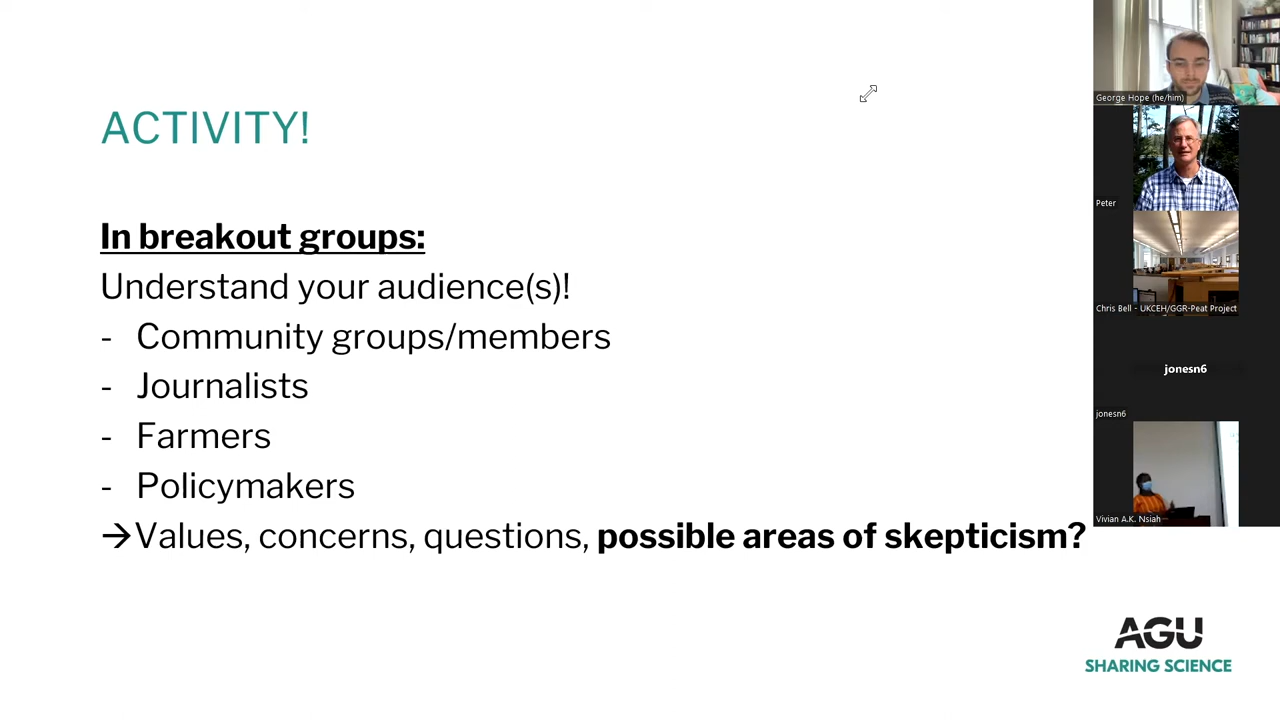 ACTIVITY!
In breakout groups:
Understand your audience(s)!
- Community groups/members
- Journalists
- Farmers
- Policymakers
→Values, concerns, questions, possible areas of skepticism?
AGU
SHARING SCIENCE
George Hope (he/him)
Peter
Chris Bell - UKCEH/GGR-Peat Project
jonesn6
jonesn6
Vivian A.K. Nsiah